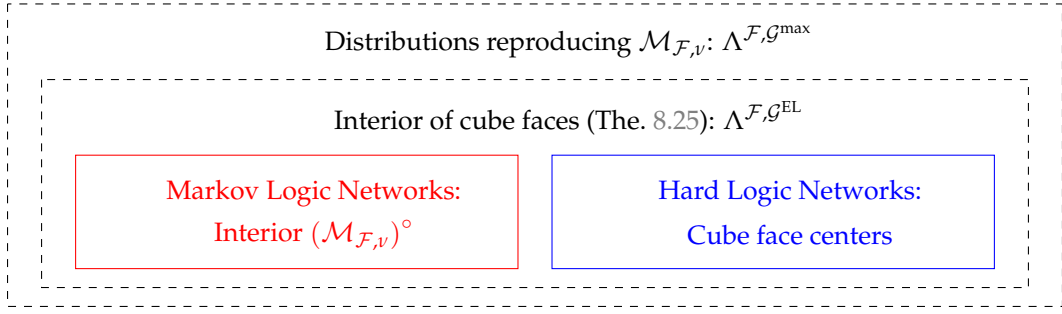 Distributions reproducing $\mathcal{M}_{\mathcal{F},\nu}$: $\Lambda^{\mathcal{F},\mathcal{G}^{\max}}$
Interior of cube faces (The. 8.25): $\Lambda^{\mathcal{F},\mathcal{G}^{\mathrm{EL}}}$
Markov Logic Networks:
Interior $(\mathcal{M}_{\mathcal{F},\nu})^{\circ}$
Hard Logic Networks:
Cube face centers